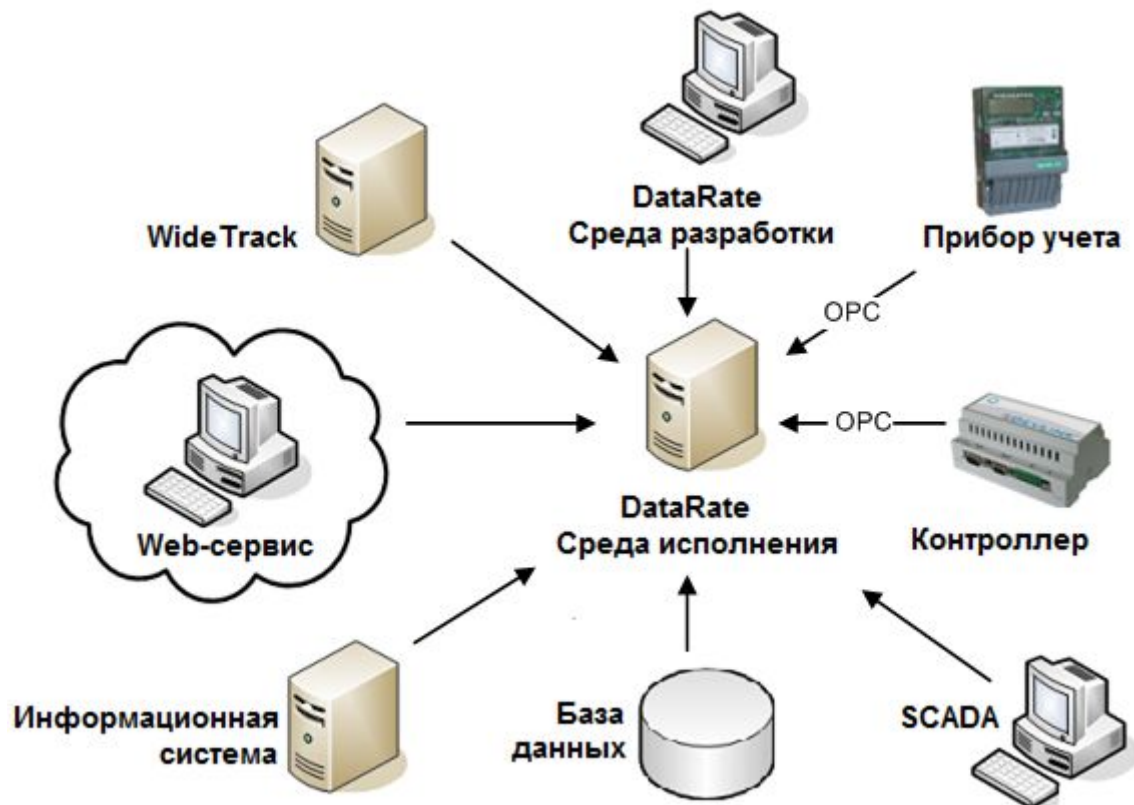 DataRate
Среда разработки
WideTrack
Прибор учета
OPC
OPC
Web-сервис
DataRate
Среда исполнения
Контроллер
Информационная
система
База
данных
SCADA